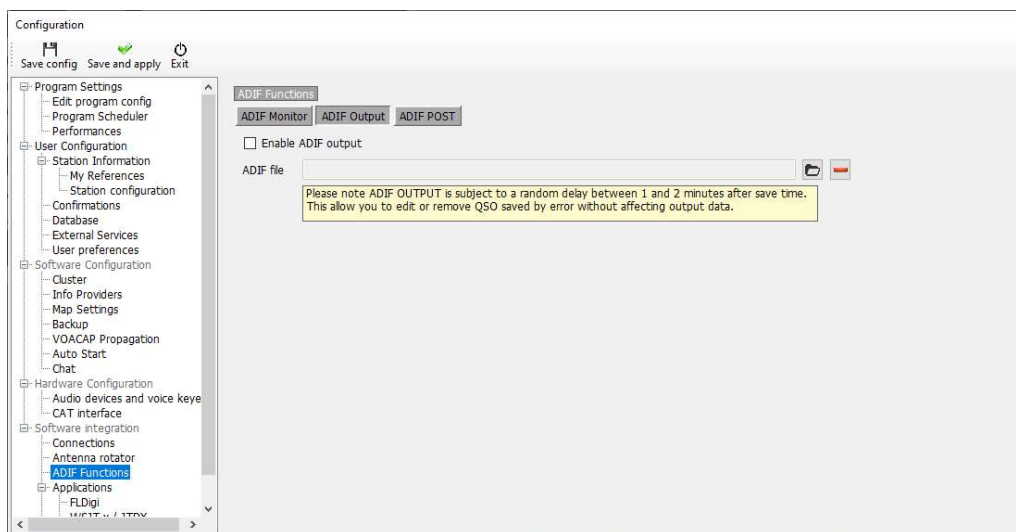 Configuration
Save config Save and apply Exit
Program Settings
Edit program config
Program Scheduler
Performances
User Configuration
Station Information
My References
Station configuration
Confirmations
Database
External Services
User preferences
Software Configuration
Cluster
Info Providers
Map Settings
Backup
VOACAP Propagation
Auto Start
Chat
Hardware Configuration
Audio devices and voice keye
CAT interface
Software integration
Connections
Antenna rotator
ADIF Functions
Applications
FLDigi
WSJT-x / JTDX
ADIF Functions
ADIF Monitor ADIF Output ADIF POST
Enable ADIF output
ADIF file
Please note ADIF OUTPUT is subject to a random delay between 1 and 2 minutes after save time.
This allow you to edit or remove QSO saved by error without affecting output data.